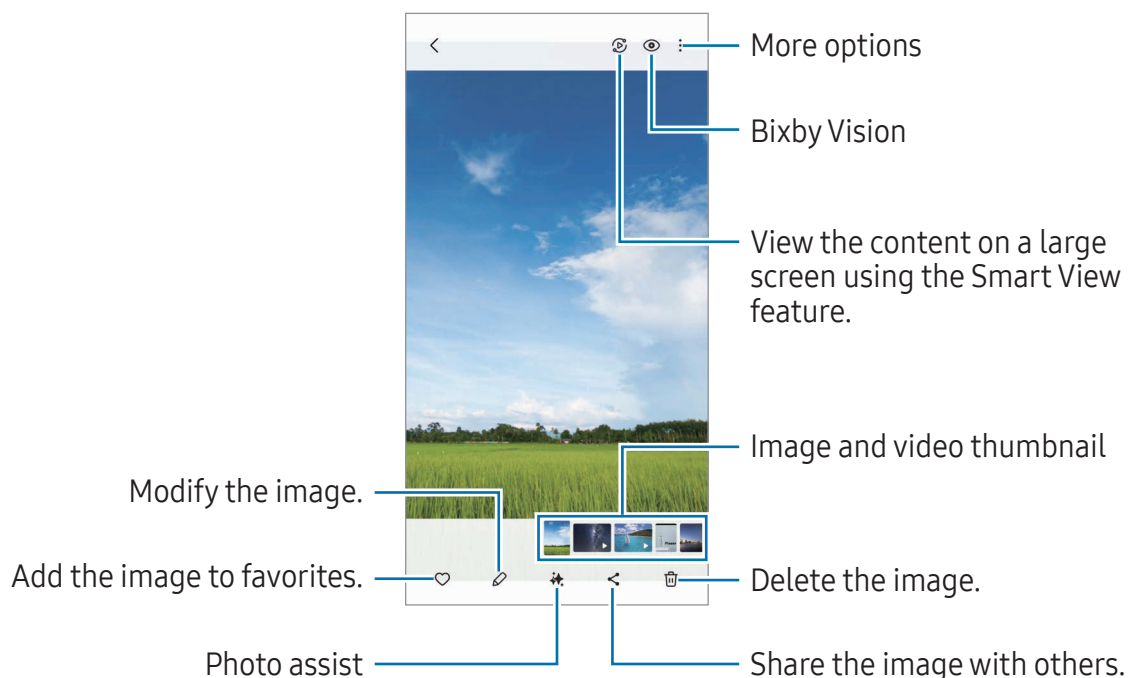 More options
Bixby Vision
View the content on a large
screen using the Smart View
feature.
Image and video thumbnail
Modify the image.
Add the image to favorites.
Delete the image.
Photo assist
Share the image with others.